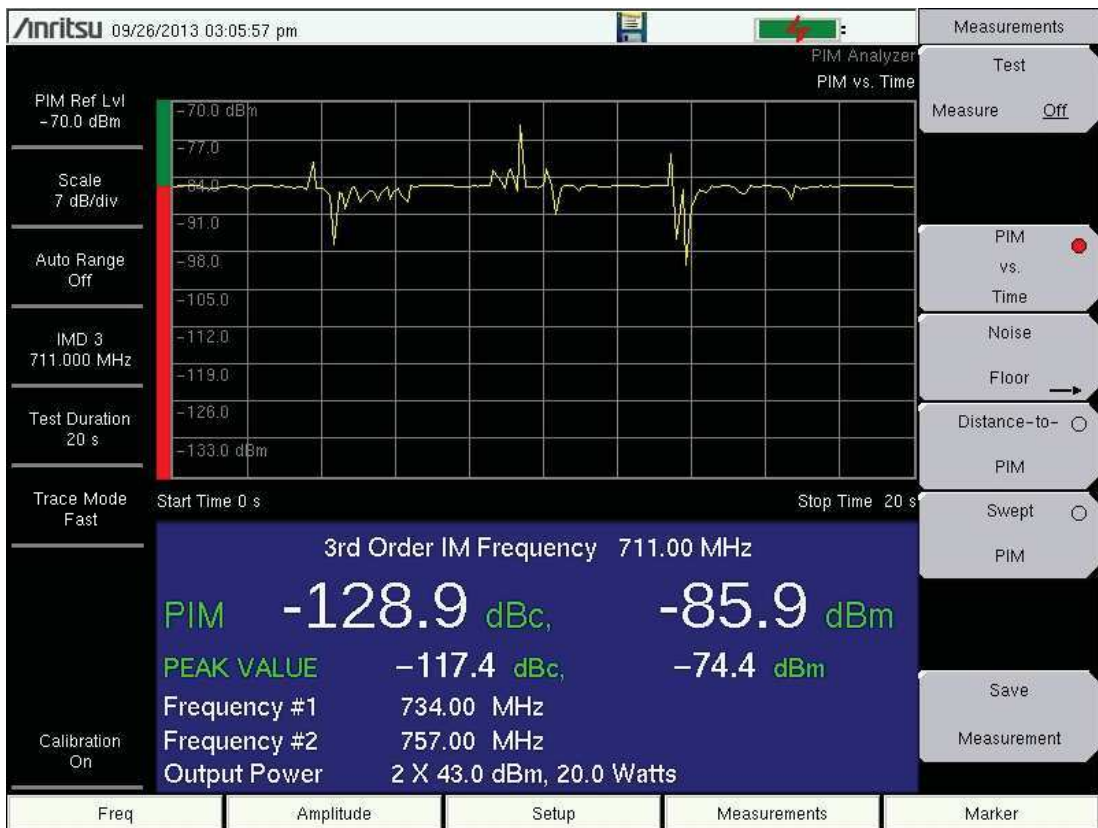 /Inritsu 09/26/2013 03:05:57 pm
PIM Analyzer
PIM vs. Time
PIM Ref Lvl
-70.0 dBm
Scale
7 dB/div
Auto Range
Off
IMD 3
711.000 MHz
Test Duration
20 s
Trace Mode
Fast
Calibration
On
-70.0 dBm
-77.0
-84.0
-91.0
-98.0
-105.0
-112.0
-119.0
-126.0
-133.0 dBm
Start Time 0 s
Stop Time 20 s
3rd Order IM Frequency 711.00 MHz
PIM -128.9 dBc, -85.9 dBm
PEAK VALUE -117.4 dBc, -74.4 dBm
Frequency #1 734.00 MHz
Frequency #2 757.00 MHz
Output Power 2 X 43.0 dBm, 20.0 Watts
Measurements
Test
Measure Off
PIM
vs.
Time
Noise
Floor
Distance-to-
PIM
Swept
PIM
Save
Measurement
Freq
Amplitude
Setup
Measurements
Marker